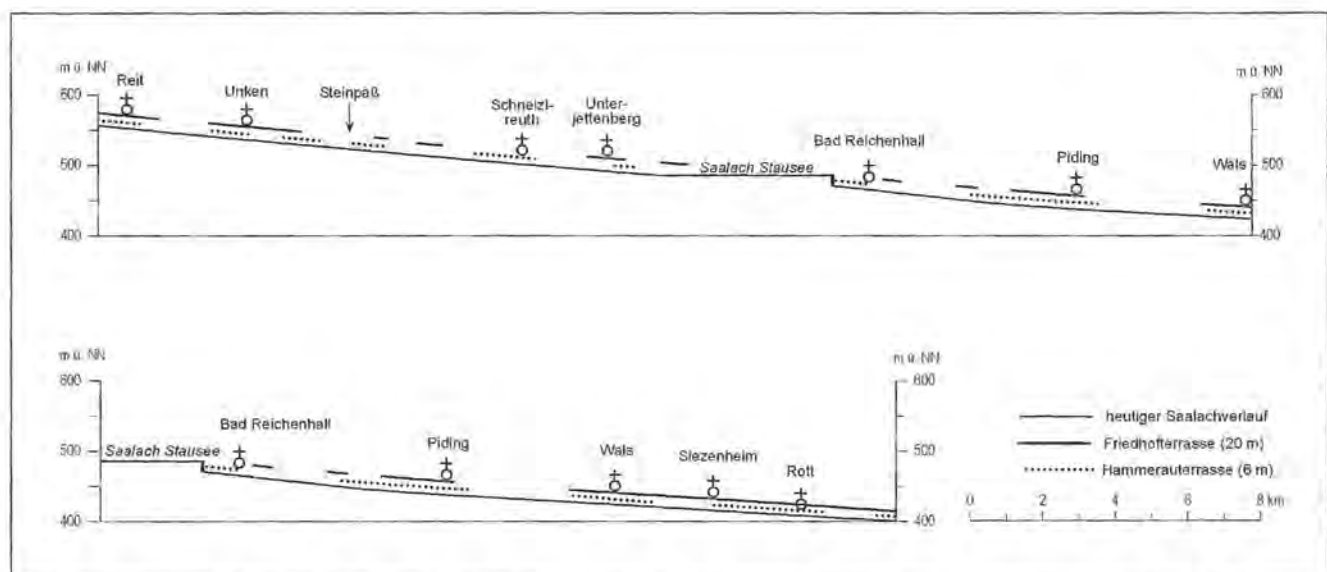 m ü. NN
600
500
400
Reit
Unken
Steinpaß
Schneizl-
reuth
Unter-
jettenberg
Saalach Stausee
Bad Reichenhall
Piding
Wals
m ü. NN
600
500
400
m ü. NN
600
500
400
Saalach Stausee
Bad Reichenhall
Piding
Wals
Siezenheim
Rott
m ü. NN
600
500
400
heutiger Saalachverlauf
Friedhofterrasse (20 m)
Hammerauterrasse (6 m)
0 2 4 6 8 km